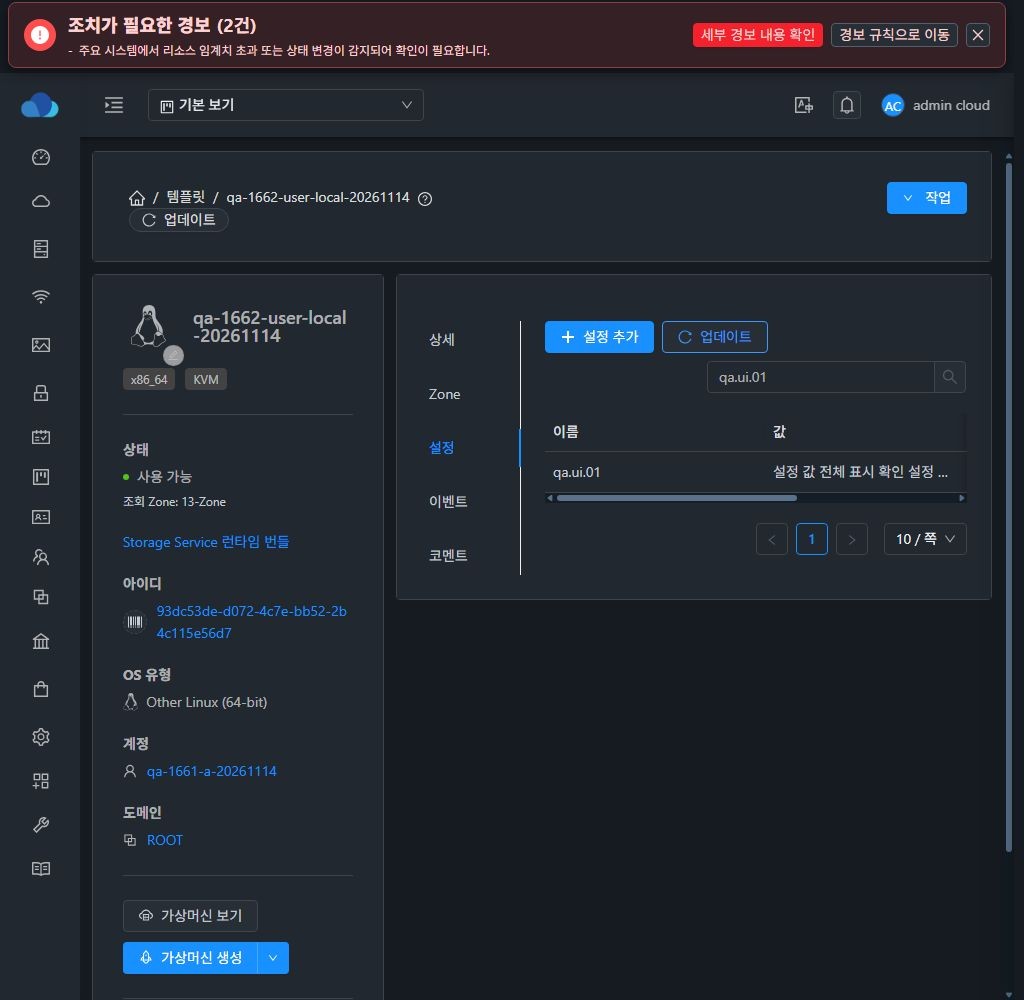 조치가 필요한 경보 (2건)
- 주요 시스템에서 리소스 임계치 초과 또는 상태 변경이 감지되어 확인이 필요합니다.
세부 경보 내용 확인
경보 규칙으로 이동
기본 보기
AC
admin cloud
/ 템플릿 / qa-1662-user-local-20261114
업데이트
작업
qa-1662-user-local
-20261114
x86_64
KVM
상태
사용 가능
조회 Zone: 13-Zone
Storage Service 런타임 번들
아이디
93dc53de-d072-4c7e-bb52-2b
4c115e56d7
OS 유형
Other Linux (64-bit)
계정
qa-1661-a-20261114
도메인
ROOT
가상머신 보기
가상머신 생성
상세
Zone
설정
이벤트
코멘트
설정 추가
업데이트
qa.ui.01
이름 값
qa.ui.01 설정 값 전체 표시 확인 설정 ...
< 1 > 10 / 쪽